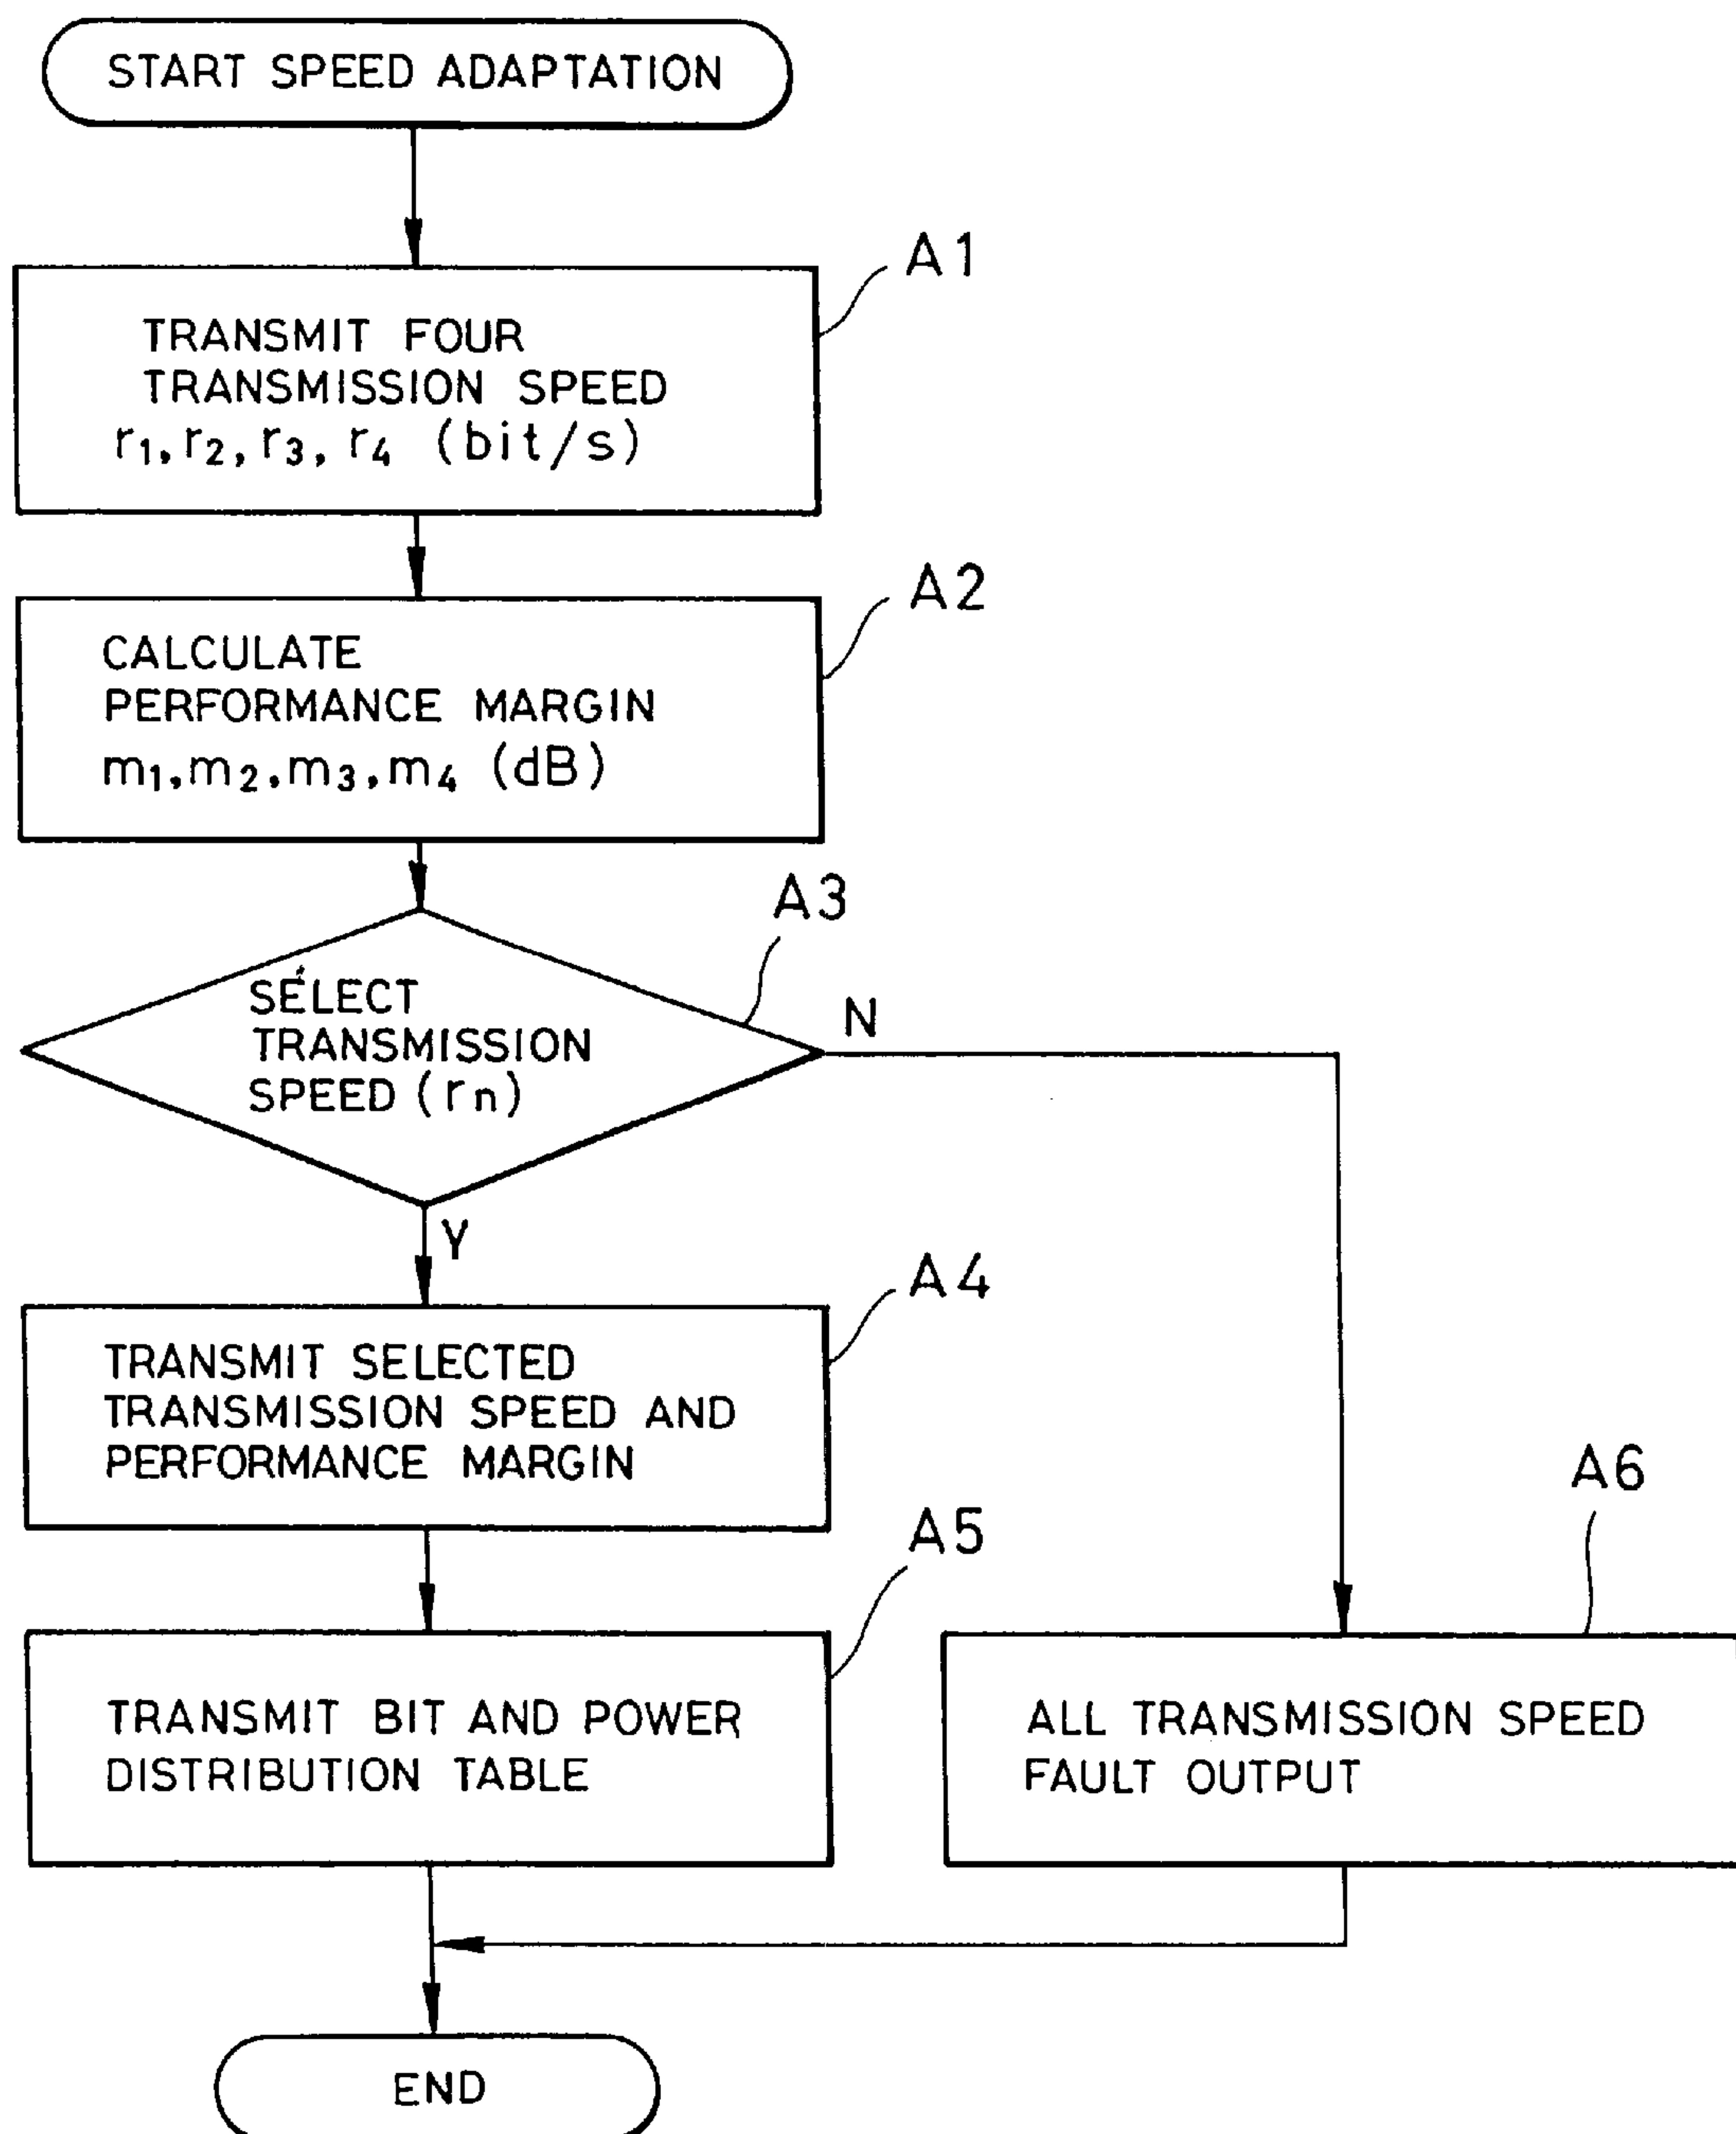 START SPEED ADAPTATION
A1
TRANSMIT FOUR
TRANSMISSION SPEED
r1, r2, r3, r4 (bit/s)
A2
CALCULATE
PERFORMANCE MARGIN
m1, m2, m3, m4 (dB)
A3
SELECT
TRANSMISSION
SPEED (rn)
N
Y
A4
TRANSMIT SELECTED
TRANSMISSION SPEED AND
PERFORMANCE MARGIN
A5
TRANSMIT BIT AND POWER
DISTRIBUTION TABLE
A6
ALL TRANSMISSION SPEED
FAULT OUTPUT
END